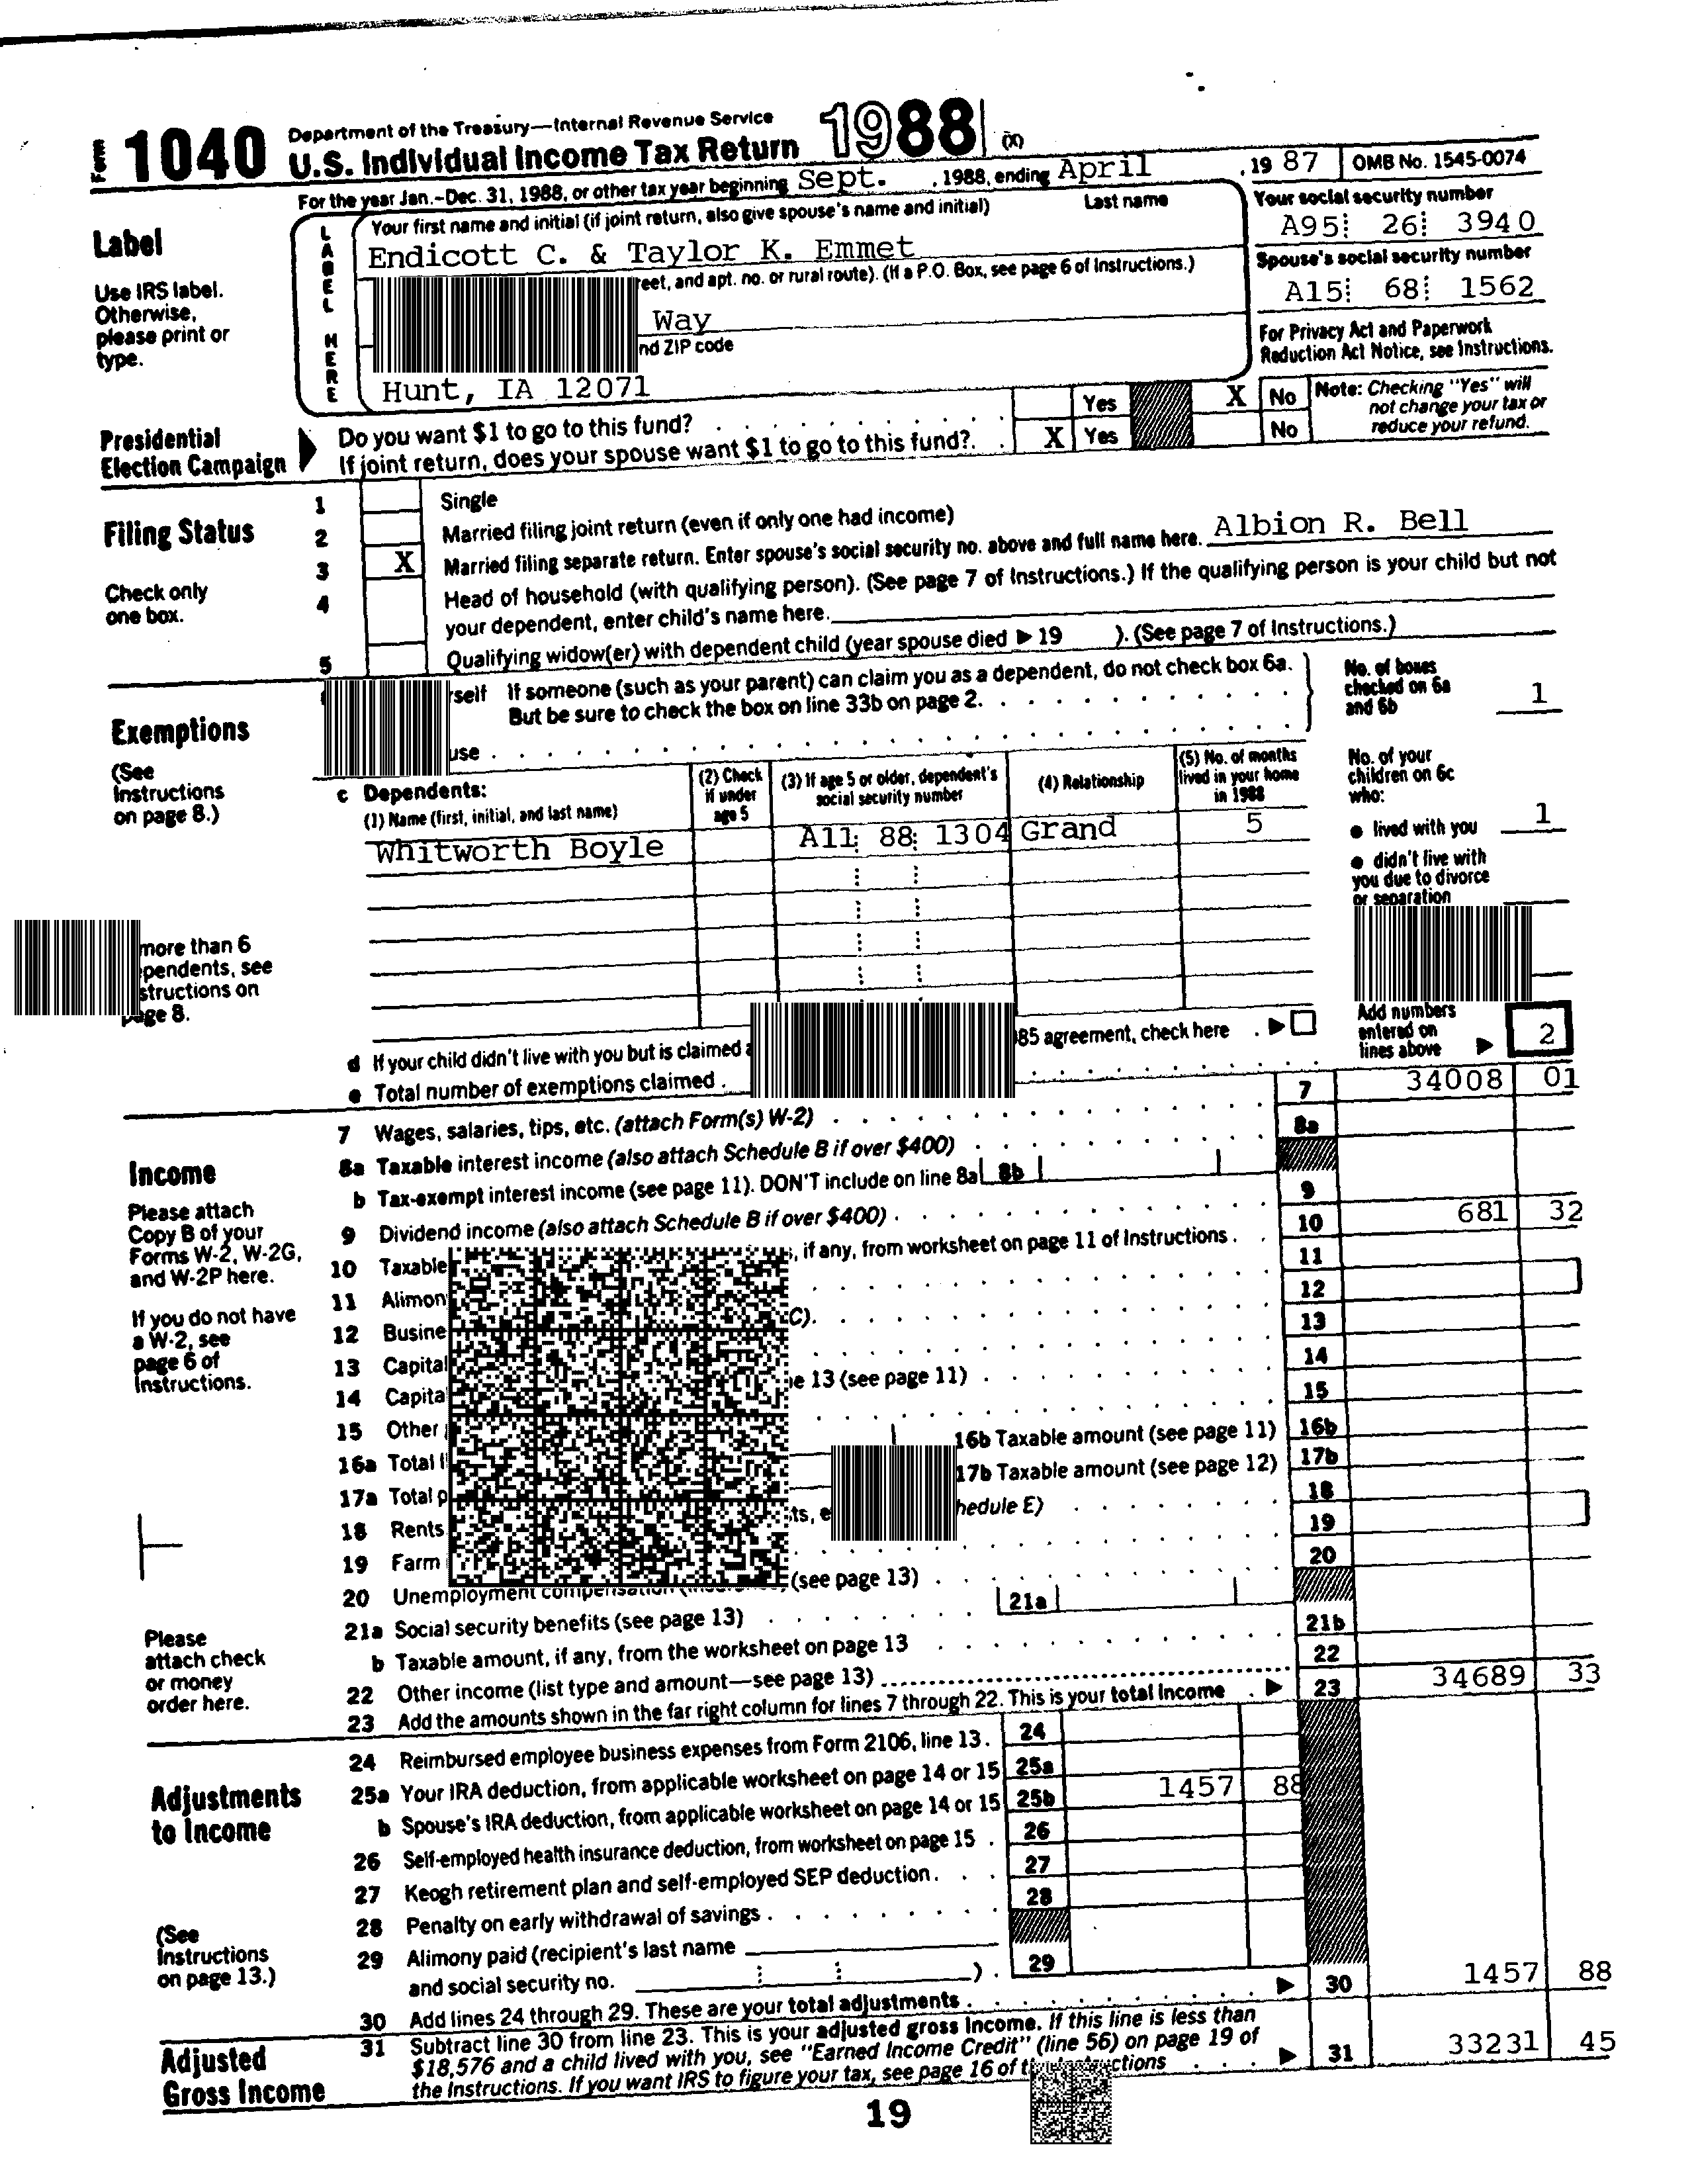 Form 1040 Department of the Treasury—Internal Revenue Service
U.S. Individual Income Tax Return 1988 (X)
For the year Jan.–Dec. 31, 1988, or other tax year beginning Sept. , 1988, ending April , 19 87 OMB No. 1545-0074
Label
Use IRS label.
Otherwise,
please print or
type.
LABEL HERE
Your first name and initial (if joint return, also give spouse's name and initial) Last name
Endicott C. & Taylor K. Emmet
Your social security number
A95 26 3940
eet, and apt. no. or rural route). (If a P.O. Box, see page 6 of Instructions.)
Way
Spouse's social security number
A15 68 1562
nd ZIP code
Hunt, IA 12071
For Privacy Act and Paperwork
Reduction Act Notice, see Instructions.
Presidential
Election Campaign
Do you want $1 to go to this fund? Yes X No
If joint return, does your spouse want $1 to go to this fund? X Yes No
Note: Checking "Yes" will
not change your tax or
reduce your refund.
Filing Status
Check only
one box.
1 Single
2 Married filing joint return (even if only one had income)
3 X Married filing separate return. Enter spouse's social security no. above and full name here. Albion R. Bell
4 Head of household (with qualifying person). (See page 7 of Instructions.) If the qualifying person is your child but not
your dependent, enter child's name here.
5 Qualifying widow(er) with dependent child (year spouse died ▶ 19 ). (See page 7 of Instructions.)
Exemptions
(See
Instructions
on page 8.)
rself If someone (such as your parent) can claim you as a dependent, do not check box 6a.
But be sure to check the box on line 33b on page 2.
use
No. of boxes
checked on 6a
and 6b 1
c Dependents:
(1) Name (first, initial, and last name)
(2) Check
if under
age 5
(3) If age 5 or older, dependent's
social security number
(4) Relationship
(5) No. of months
lived in your home
in 1988
Whitworth Boyle A11 88 1304 Grand 5
No. of your
children on 6c
who:
● lived with you 1
● didn't live with
you due to divorce
or separation
more than 6
pendents, see
structions on
page 8.
d If your child didn't live with you but is claimed 85 agreement, check here ▶
e Total number of exemptions claimed
Add numbers
entered on
lines above ▶ 2
Income
Please attach
Copy B of your
Forms W-2, W-2G,
and W-2P here.
If you do not have
a W-2, see
page 6 of
Instructions.
Please
attach check
or money
order here.
7 Wages, salaries, tips, etc. (attach Form(s) W-2) 7 34008 01
8a Taxable interest income (also attach Schedule B if over $400) 8a
b Tax-exempt interest income (see page 11). DON'T include on line 8a 8b
9 Dividend income (also attach Schedule B if over $400) 9
10 Taxable , if any, from worksheet on page 11 of Instructions 10 681 32
11 Alimon 11
12 Busine C). 12
13 Capital 13
14 Capita e 13 (see page 11) 14
15 Other 15
16a Total 16b Taxable amount (see page 11) 16b
17a Total p 17b Taxable amount (see page 12) 17b
18 Rents ts, e hedule E) 18
19 Farm 19
20 Unemployment compensation (see page 13) 20
21a Social security benefits (see page 13) 21a
b Taxable amount, if any, from the worksheet on page 13 21b
22 Other income (list type and amount—see page 13) 22
23 Add the amounts shown in the far right column for lines 7 through 22. This is your total income ▶ 23 34689 33
Adjustments
to Income
(See
Instructions
on page 13.)
24 Reimbursed employee business expenses from Form 2106, line 13. 24
25a Your IRA deduction, from applicable worksheet on page 14 or 15 25a
b Spouse's IRA deduction, from applicable worksheet on page 14 or 15 25b 1457 88
26 Self-employed health insurance deduction, from worksheet on page 15 26
27 Keogh retirement plan and self-employed SEP deduction 27
28 Penalty on early withdrawal of savings 28
29 Alimony paid (recipient's last name
and social security no. ) 29
30 Add lines 24 through 29. These are your total adjustments ▶ 30 1457 88
Adjusted
Gross Income
31 Subtract line 30 from line 23. This is your adjusted gross income. If this line is less than
$18,576 and a child lived with you, see "Earned Income Credit" (line 56) on page 19 of
the Instructions. If you want IRS to figure your tax, see page 16 of the Instructions ▶ 31 33231 45
19